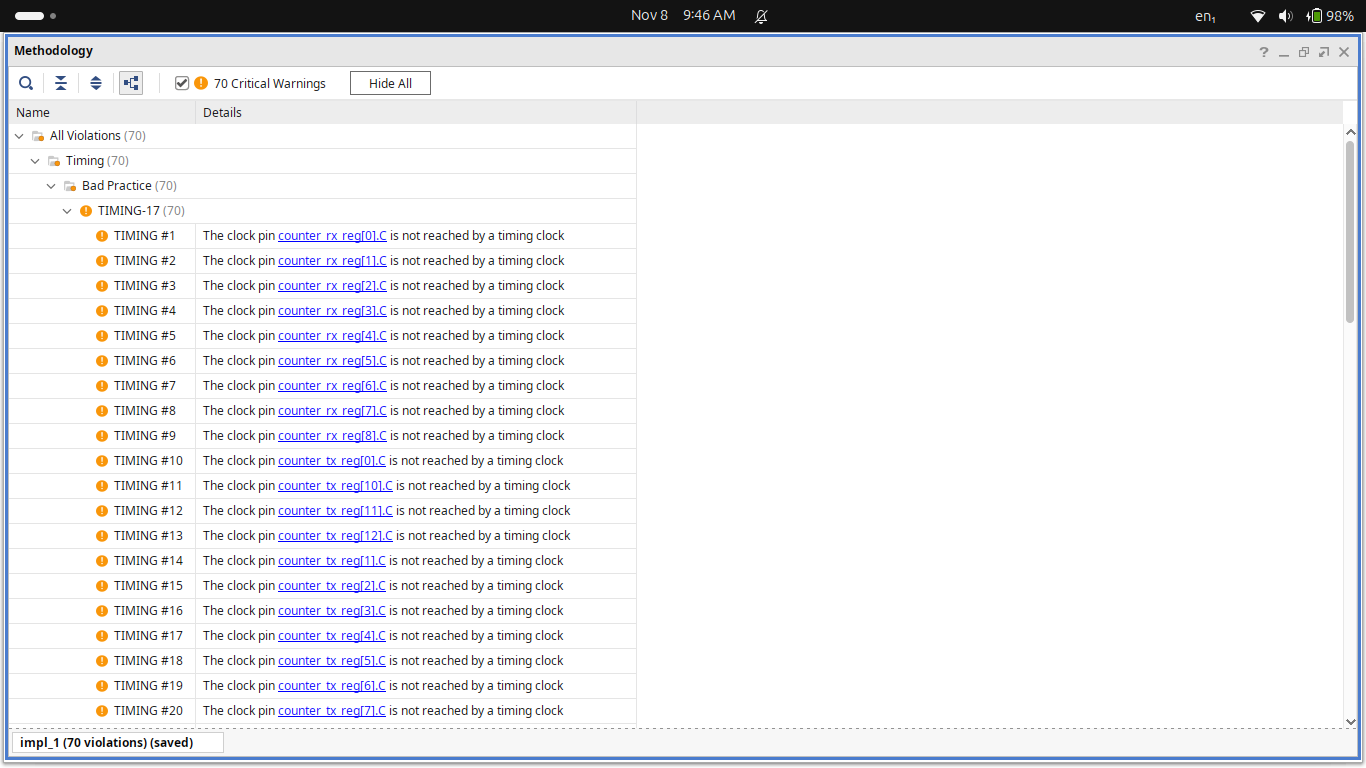 Nov 8 9:46 AM
en₁ 98%
Methodology
70 Critical Warnings Hide All
Name Details
All Violations (70)
Timing (70)
Bad Practice (70)
TIMING-17 (70)
TIMING #1 The clock pin counter_rx_reg[0].C is not reached by a timing clock
TIMING #2 The clock pin counter_rx_reg[1].C is not reached by a timing clock
TIMING #3 The clock pin counter_rx_reg[2].C is not reached by a timing clock
TIMING #4 The clock pin counter_rx_reg[3].C is not reached by a timing clock
TIMING #5 The clock pin counter_rx_reg[4].C is not reached by a timing clock
TIMING #6 The clock pin counter_rx_reg[5].C is not reached by a timing clock
TIMING #7 The clock pin counter_rx_reg[6].C is not reached by a timing clock
TIMING #8 The clock pin counter_rx_reg[7].C is not reached by a timing clock
TIMING #9 The clock pin counter_rx_reg[8].C is not reached by a timing clock
TIMING #10 The clock pin counter_tx_reg[0].C is not reached by a timing clock
TIMING #11 The clock pin counter_tx_reg[10].C is not reached by a timing clock
TIMING #12 The clock pin counter_tx_reg[11].C is not reached by a timing clock
TIMING #13 The clock pin counter_tx_reg[12].C is not reached by a timing clock
TIMING #14 The clock pin counter_tx_reg[1].C is not reached by a timing clock
TIMING #15 The clock pin counter_tx_reg[2].C is not reached by a timing clock
TIMING #16 The clock pin counter_tx_reg[3].C is not reached by a timing clock
TIMING #17 The clock pin counter_tx_reg[4].C is not reached by a timing clock
TIMING #18 The clock pin counter_tx_reg[5].C is not reached by a timing clock
TIMING #19 The clock pin counter_tx_reg[6].C is not reached by a timing clock
TIMING #20 The clock pin counter_tx_reg[7].C is not reached by a timing clock
impl_1 (70 violations) (saved)